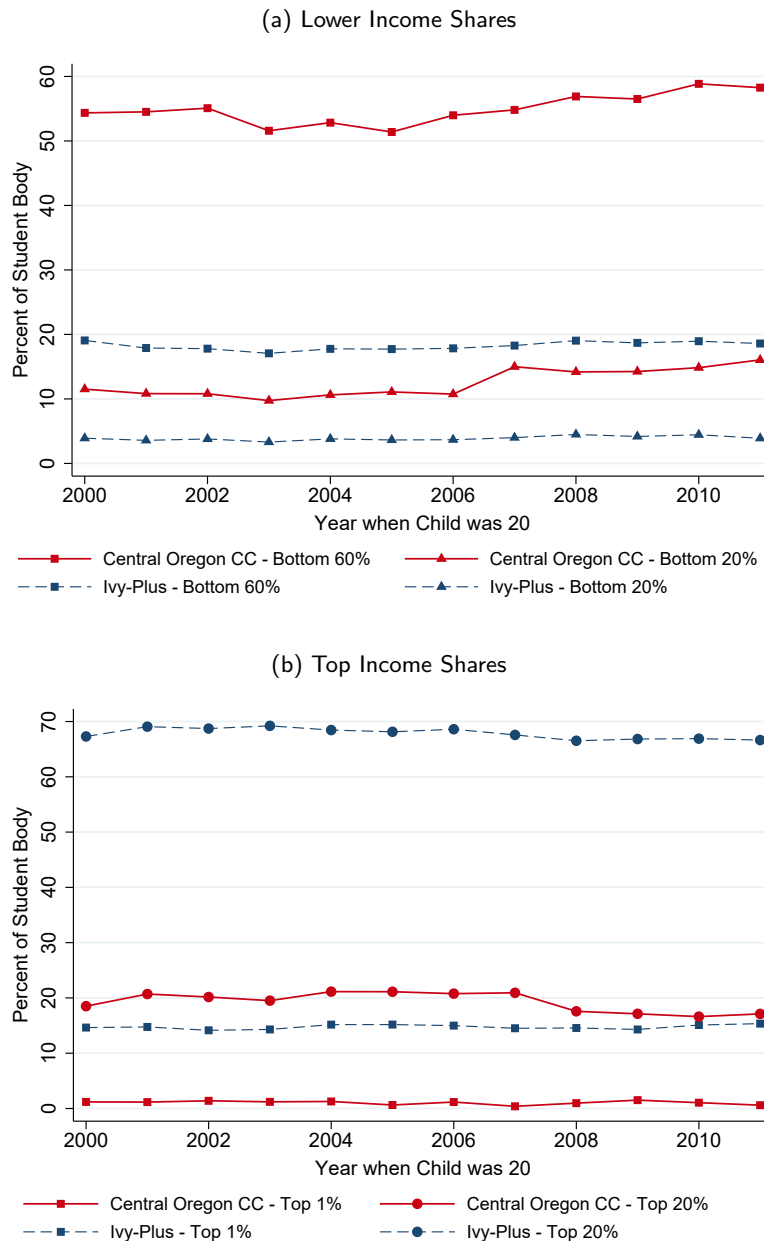 (a) Lower Income Shares
Percent of Student Body
60
50
40
30
20
10
0
2000 2002 2004 2006 2008 2010
Year when Child was 20
Central Oregon CC - Bottom 60% Central Oregon CC - Bottom 20%
Ivy-Plus - Bottom 60% Ivy-Plus - Bottom 20%
(b) Top Income Shares
Percent of Student Body
70
60
50
40
30
20
10
0
2000 2002 2004 2006 2008 2010
Year when Child was 20
Central Oregon CC - Top 1% Central Oregon CC - Top 20%
Ivy-Plus - Top 1% Ivy-Plus - Top 20%